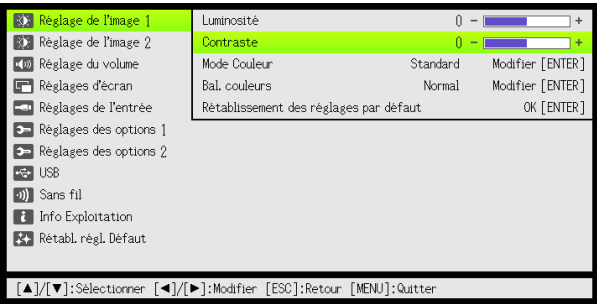 Réglage de l'image 1
Réglage de l'image 2
Réglage du volume
Réglages d'écran
Réglages de l'entrée
Réglages des options 1
Réglages des options 2
USB
Sans fil
Info Exploitation
Rétabl. régl. Défaut
Luminosité 0 - +
Contraste 0 - +
Mode Couleur Standard Modifier [ENTER]
Bal. couleurs Normal Modifier [ENTER]
Rétablissement des réglages par défaut OK [ENTER]
[▲]/[▼]:Sélectionner [◄]/[►]:Modifier [ESC]:Retour [MENU]:Quitter